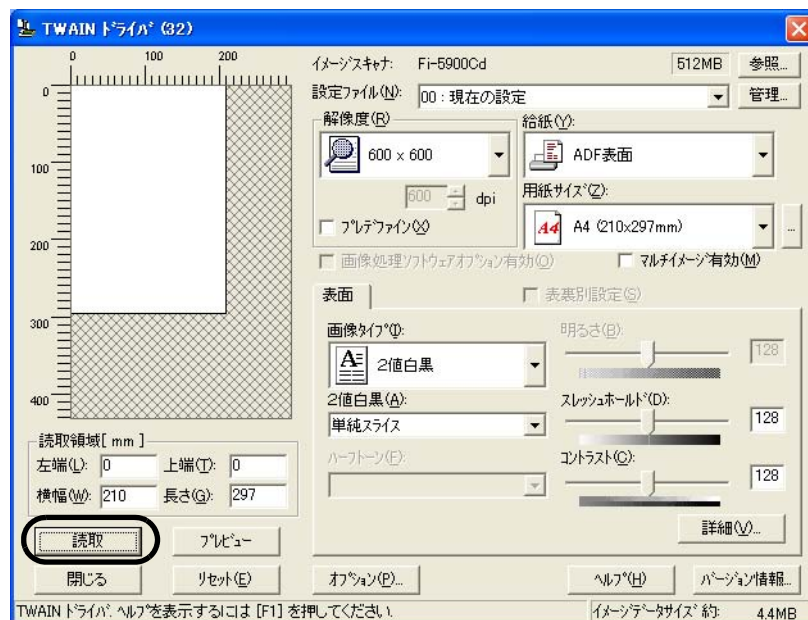 TWAIN ﾄﾞﾗｲﾊﾞ (32)
0 100 200
0
100
200
300
400
読取領域[ mm ]
左端(L): 0 上端(T): 0
横幅(W): 210 長さ(G): 297
読取 ﾌﾟﾚﾋﾞｭｰ
閉じる ﾘｾｯﾄ(E)
ｲﾒｰｼﾞｽｷｬﾅ: Fi-5900Cd 512MB 参照...
設定ﾌｧｲﾙ(N): 00 : 現在の設定 管理...
解像度(R)
600 × 600
600 dpi
ﾌﾟﾚﾃﾞﾌｧｲﾝ(X)
給紙(Y):
ADF表面
用紙ｻｲｽﾞ(Z):
A4 A4 (210x297mm) ...
画像処理ｿﾌﾄｳｪｱｵﾌﾟｼｮﾝ有効(O) ﾏﾙﾁｲﾒｰｼﾞ有効(M)
表面 表裏別設定(S)
画像ﾀｲﾌﾟ(I):
A 2値白黒
2値白黒(A):
単純ｽﾗｲｽ
ﾊｰﾌﾄｰﾝ(F):
明るさ(B):
128
ｽﾚｯｼｭﾎｰﾙﾄﾞ(D):
128
ｺﾝﾄﾗｽﾄ(C):
128
詳細(V)...
ｵﾌﾟｼｮﾝ(P)... ﾍﾙﾌﾟ(H) ﾊﾞｰｼﾞｮﾝ情報...
TWAIN ﾄﾞﾗｲﾊﾞ. ﾍﾙﾌﾟを表示するには [F1] を押してください. ｲﾒｰｼﾞﾃﾞｰﾀｻｲｽﾞ 約: 4.4MB